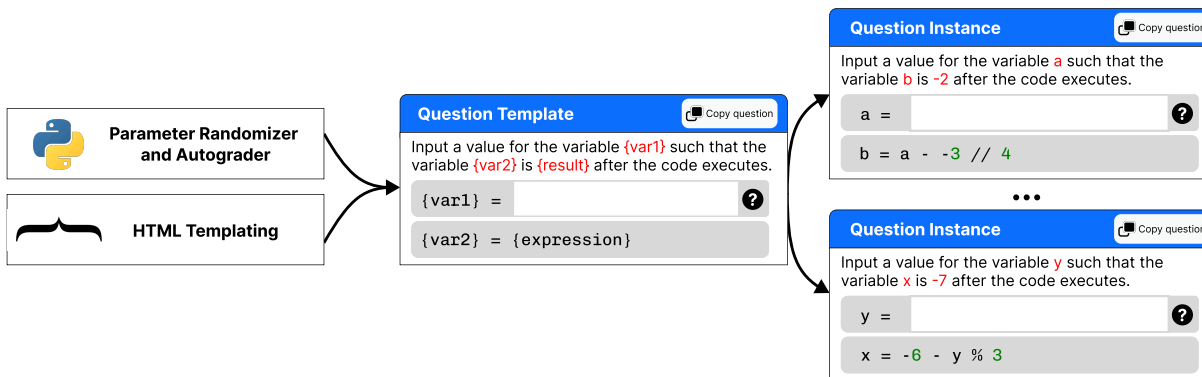 Parameter Randomizer
and Autograder
HTML Templating
Question Template
Copy question
Input a value for the variable {var1} such that the
variable {var2} is {result} after the code executes.
{var1} =
?
{var2} = {expression}
Question Instance
Copy question
Input a value for the variable a such that the
variable b is -2 after the code executes.
a =
?
b = a - -3 // 4
...
Question Instance
Copy question
Input a value for the variable y such that the
variable x is -7 after the code executes.
y =
?
x = -6 - y % 3